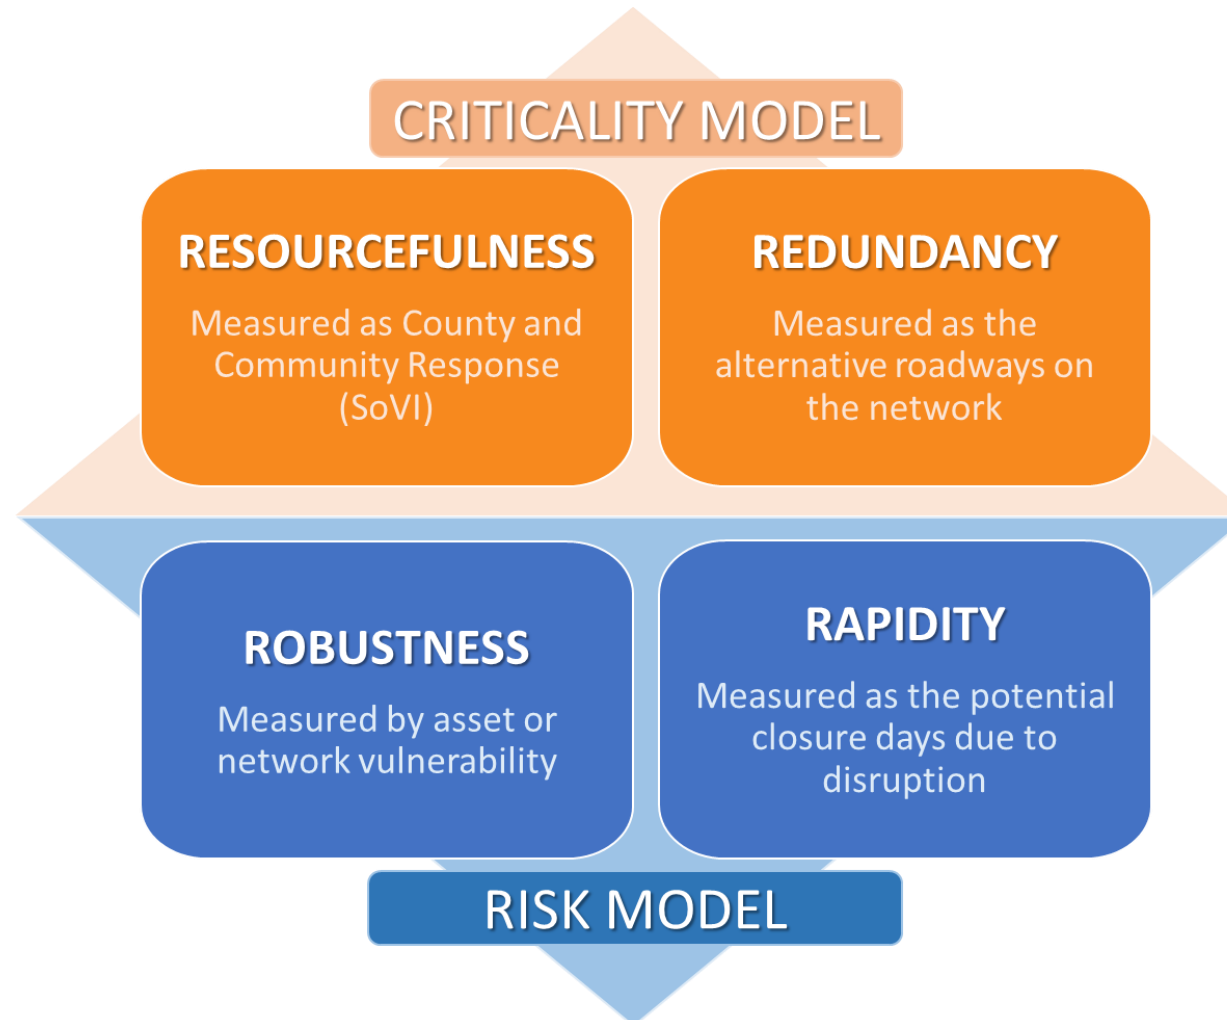 CRITICALITY MODEL
RESOURCEFULNESS
Measured as County and
Community Response
(SoVI)
REDUNDANCY
Measured as the
alternative roadways on
the network
ROBUSTNESS
Measured by asset or
network vulnerability
RAPIDITY
Measured as the potential
closure days due to
disruption
RISK MODEL